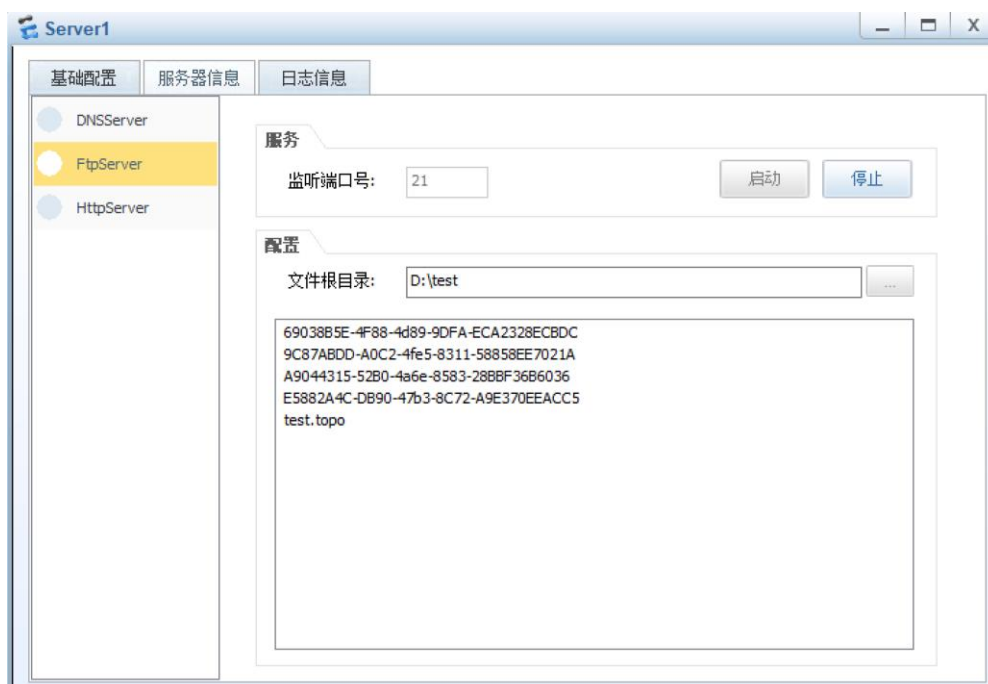 Server1
基础配置 服务器信息 日志信息
DNSServer
FtpServer
HttpServer
服务
监听端口号: 21 启动 停止
配置
文件根目录: D:\test ...
69038B5E-4F88-4d89-9DFA-ECA2328ECBDC
9C87ABDD-A0C2-4fe5-8311-58858EE7021A
A9044315-52B0-4a6e-8583-28BBF36B6036
E5882A4C-DB90-47b3-8C72-A9E370EEACC5
test.topo